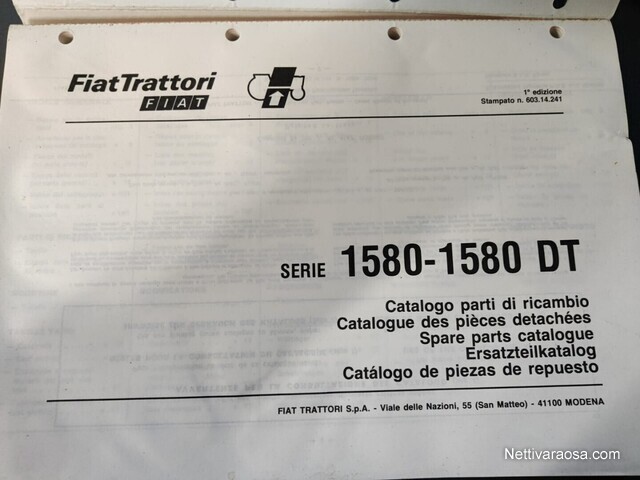 FiatTrattori
FIAT
1° edizione
Stampato n. 603.14.241
SERIE 1580-1580 DT
Catalogo parti di ricambio
Catalogue des pièces detachées
Spare parts catalogue
Ersatzteilkatalog
Catálogo de piezas de repuesto
FIAT TRATTORI S.p.A. - Viale delle Nazioni, 55 (San Matteo) - 41100 MODENA
Nettivaraosa.com